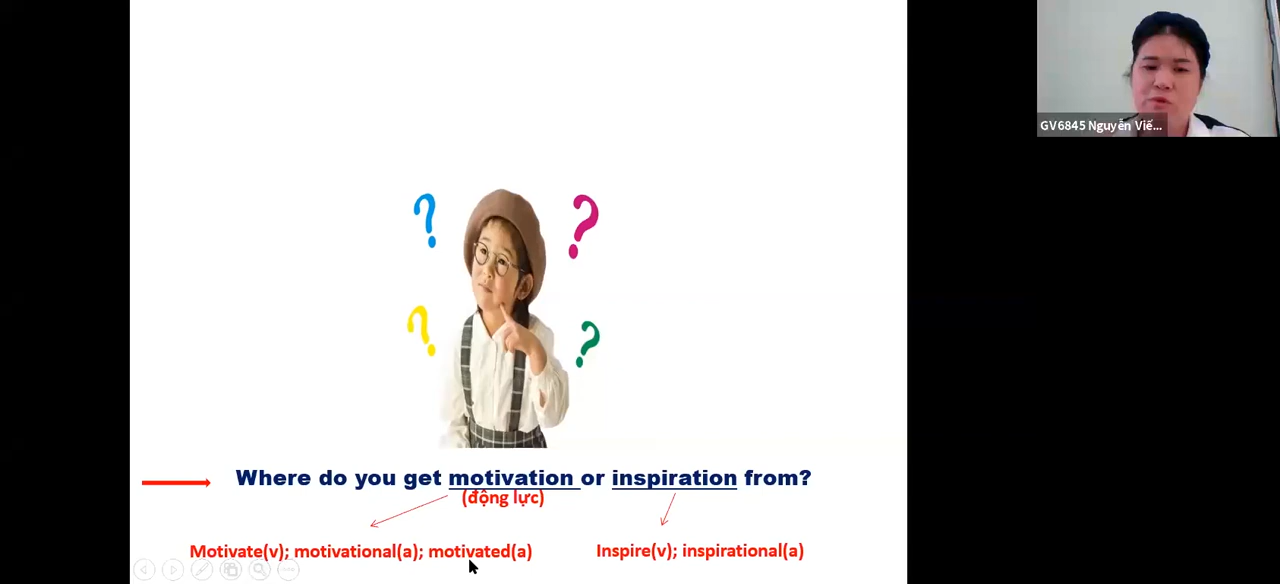 GV6845 Nguyễn Viế...
Where do you get motivation or inspiration from?
(động lực)
Motivate(v); motivational(a); motivated(a)
Inspire(v); inspirational(a)